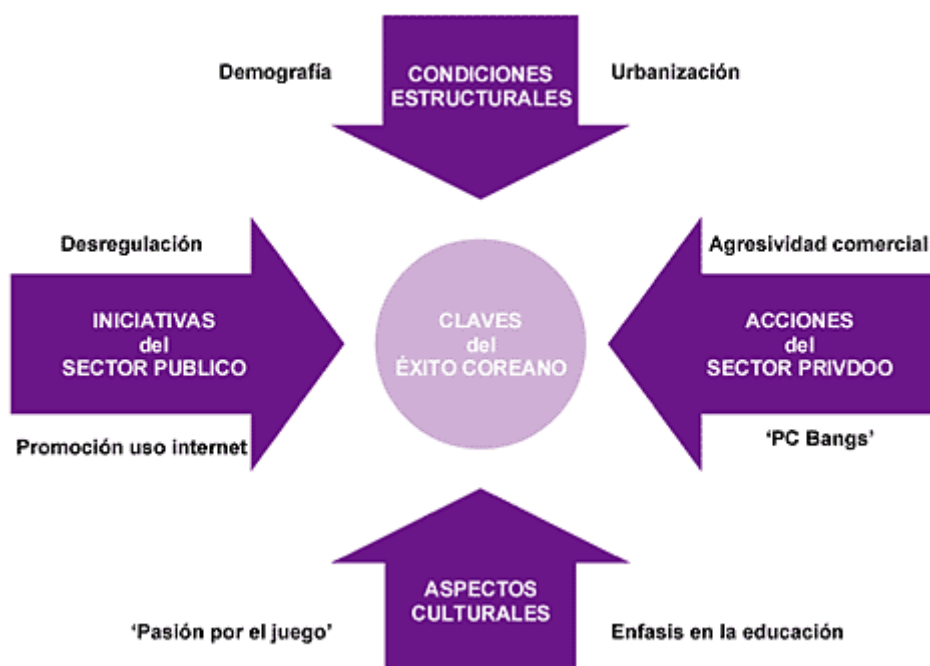 Demografía
CONDICIONES
ESTRUCTURALES
Urbanización
Desregulación
INICIATIVAS
del
SECTOR PUBLICO
Promoción uso internet
CLAVES
del
ÉXITO COREANO
Agresividad comercial
ACCIONES
del
SECTOR PRIVDOO
‘PC Bangs’
‘Pasión por el juego’
ASPECTOS
CULTURALES
Enfasis en la educación